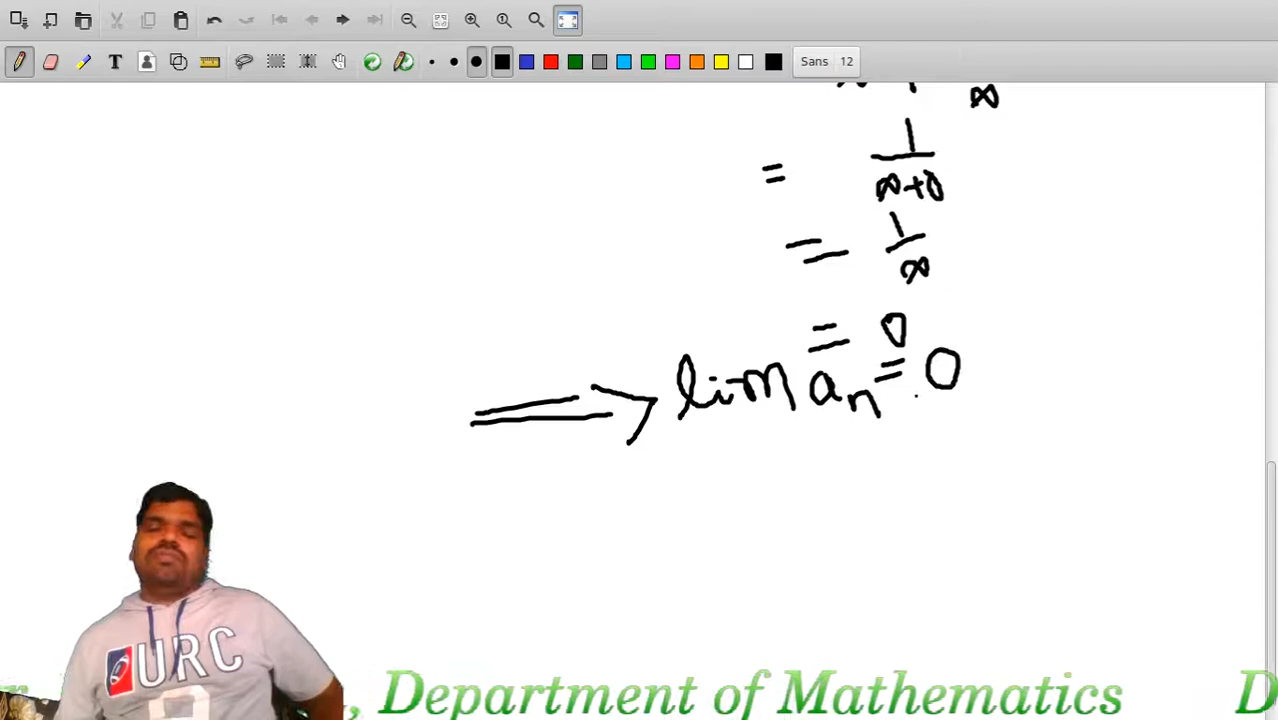 Sans 12
∞
= 1/(∞+0)
= 1/∞
= 0
⟹ lim aₙ = 0
URC
, Department of Mathematics D